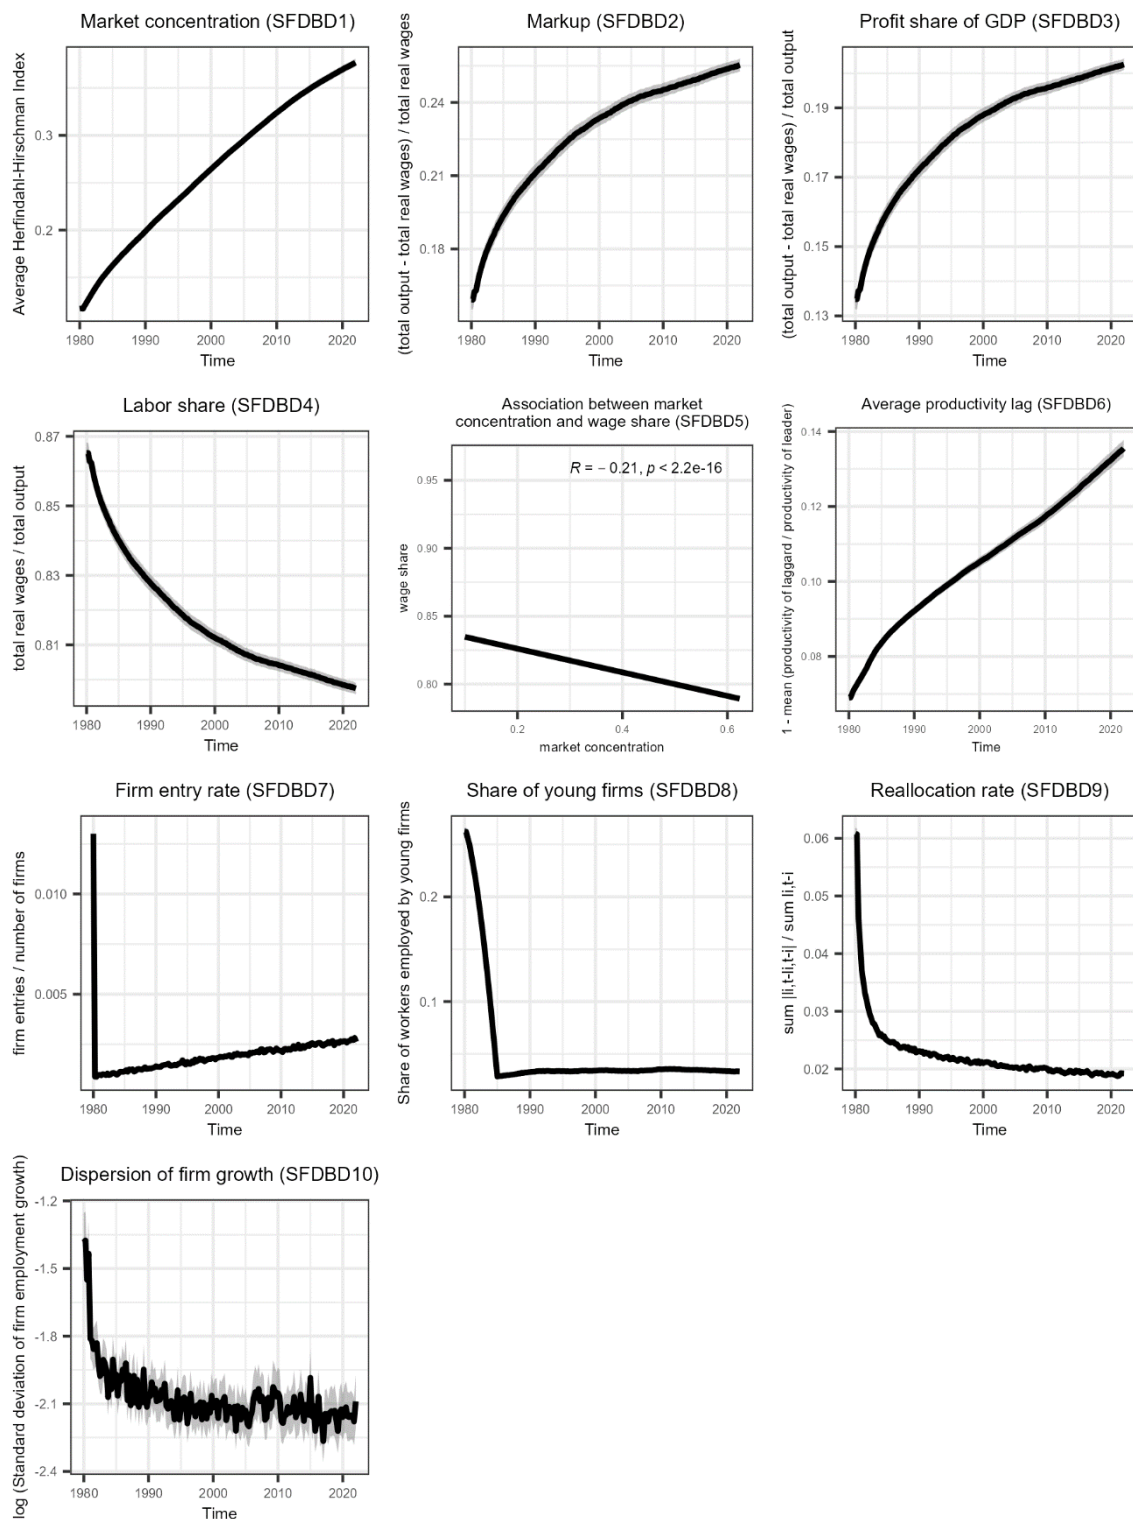 Market concentration (SFDBD1)
Average Herfindahl-Hirschman Index
0.3
0.2
1980 1990 2000 2010 2020
Time
Markup (SFDBD2)
(total output - total real wages) / total real wages
0.24
0.21
0.18
1980 1990 2000 2010 2020
Time
Profit share of GDP (SFDBD3)
(total output - total real wages) / total output
0.19
0.17
0.15
0.13
1980 1990 2000 2010 2020
Time
Labor share (SFDBD4)
total real wages / total output
0.87
0.85
0.83
0.81
1980 1990 2000 2010 2020
Time
Association between market
concentration and wage share (SFDBD5)
R = − 0.21, p < 2.2e-16
wage share
0.95
0.90
0.85
0.80
0.2 0.4 0.6
market concentration
Average productivity lag (SFDBD6)
1 - mean (productivity of laggard / productivity of leader)
0.14
0.12
0.10
0.08
1980 1990 2000 2010 2020
Time
Firm entry rate (SFDBD7)
firm entries / number of firms
0.010
0.005
1980 1990 2000 2010 2020
Time
Share of young firms (SFDBD8)
Share of workers employed by young firms
0.2
0.1
1980 1990 2000 2010 2020
Time
Reallocation rate (SFDBD9)
sum |li,t-li,t-i| / sum li,t-i
0.06
0.05
0.04
0.03
0.02
1980 1990 2000 2010 2020
Time
Dispersion of firm growth (SFDBD10)
log (Standard deviation of firm employment growth)
-1.2
-1.5
-1.8
-2.1
-2.4
1980 1990 2000 2010 2020
Time